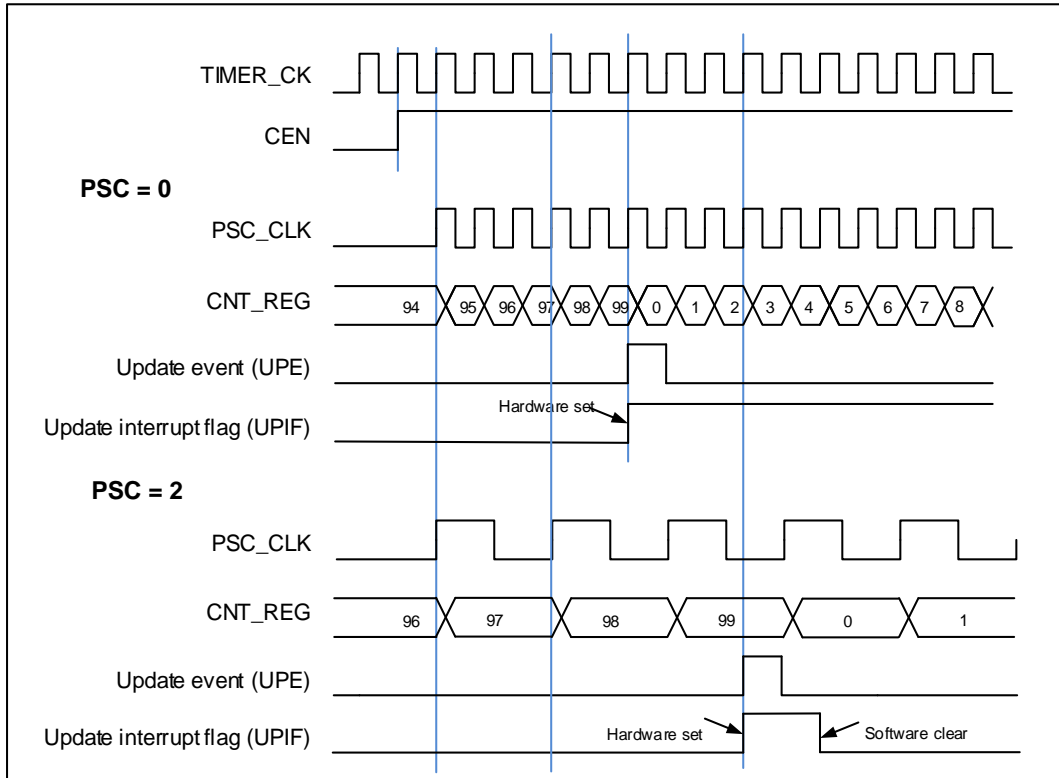 TIMER_CK
CEN
PSC = 0
PSC_CLK
CNT_REG 94 95 96 97 98 99 0 1 2 3 4 5 6 7 8
Update event (UPE)
Hardware set
Update interrupt flag (UPIF)
PSC = 2
PSC_CLK
CNT_REG 96 97 98 99 0 1
Update event (UPE)
Update interrupt flag (UPIF) Hardware set Software clear